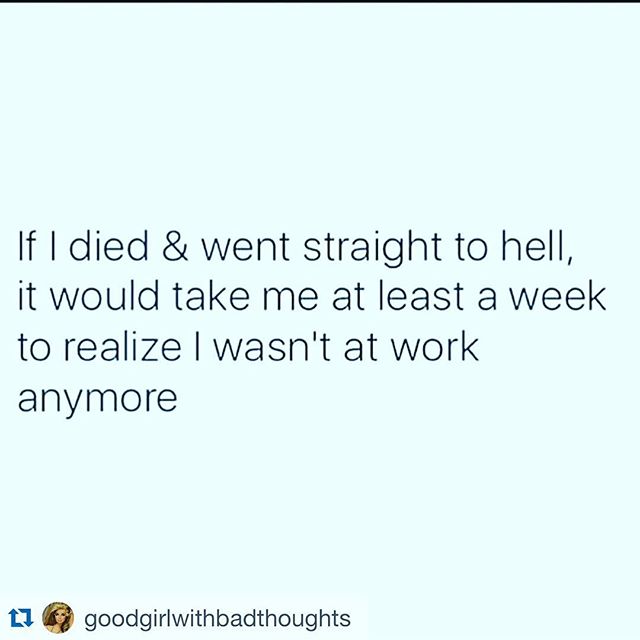 If I died & went straight to hell,
it would take me at least a week
to realize I wasn't at work
anymore
goodgirlwithbadthoughts